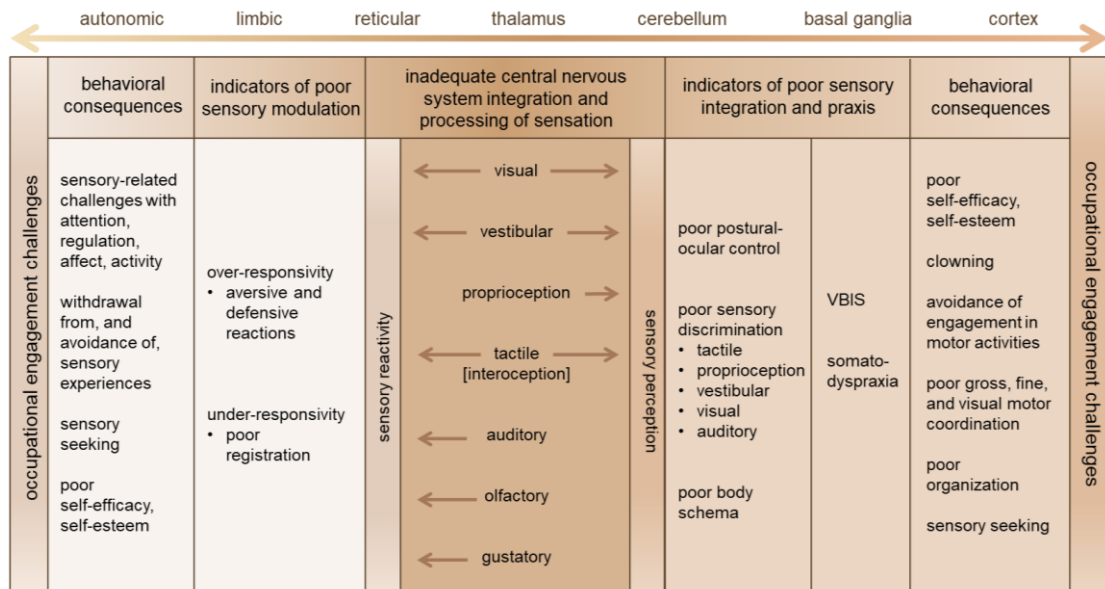 autonomic limbic reticular thalamus cerebellum basal ganglia cortex
occupational engagement challenges
behavioral
consequences
sensory-related
challenges with
attention,
regulation,
affect, activity
withdrawal
from, and
avoidance of,
sensory
experiences
sensory
seeking
poor
self-efficacy,
self-esteem
indicators of poor
sensory modulation
over-responsivity
• aversive and
defensive
reactions
under-responsivity
• poor
registration
sensory reactivity
inadequate central nervous
system integration and
processing of sensation
visual
vestibular
proprioception
tactile
[interoception]
auditory
olfactory
gustatory
sensory perception
indicators of poor sensory
integration and praxis
poor postural-
ocular control
poor sensory
discrimination
• tactile
• proprioception
• vestibular
• visual
• auditory
poor body
schema
VBIS
somato-
dyspraxia
behavioral
consequences
poor
self-efficacy,
self-esteem
clowning
avoidance of
engagement in
motor activities
poor gross, fine,
and visual motor
coordination
poor
organization
sensory seeking
occupational engagement challenges